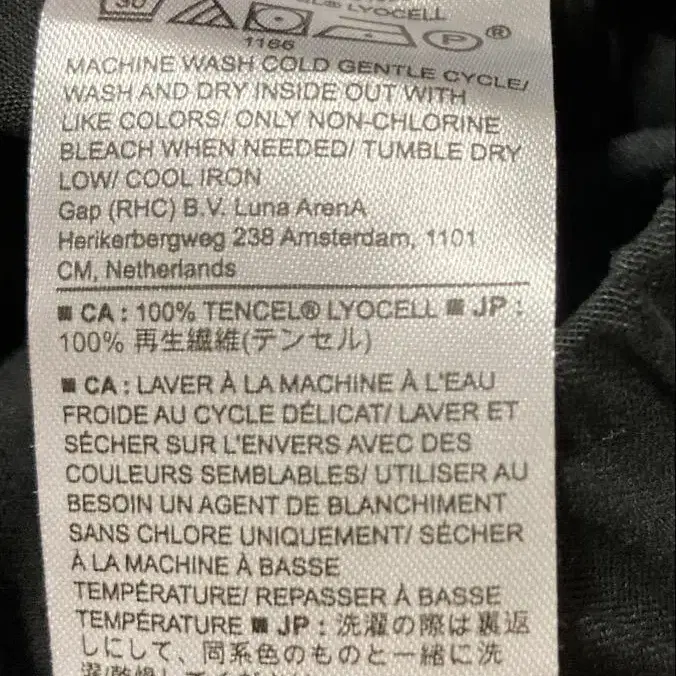 30
® LYOCELL
P ®
1166
MACHINE WASH COLD GENTLE CYCLE/
WASH AND DRY INSIDE OUT WITH
LIKE COLORS/ ONLY NON-CHLORINE
BLEACH WHEN NEEDED/ TUMBLE DRY
LOW/ COOL IRON
Gap (RHC) B.V. Luna ArenA
Herikerbergweg 238 Amsterdam, 1101
CM, Netherlands
■ CA : 100% TENCEL® LYOCELL ■ JP :
100% 再生繊維(テンセル)
■ CA : LAVER À LA MACHINE À L'EAU
FROIDE AU CYCLE DÉLICAT/ LAVER ET
SÉCHER SUR L'ENVERS AVEC DES
COULEURS SEMBLABLES/ UTILISER AU
BESOIN UN AGENT DE BLANCHIMENT
SANS CHLORE UNIQUEMENT/ SÉCHER
À LA MACHINE À BASSE
TEMPÉRATURE/ REPASSER À BASSE
TEMPÉRATURE ■ JP : 洗濯の際は裏返
しにして、同系色のものと一緒に洗